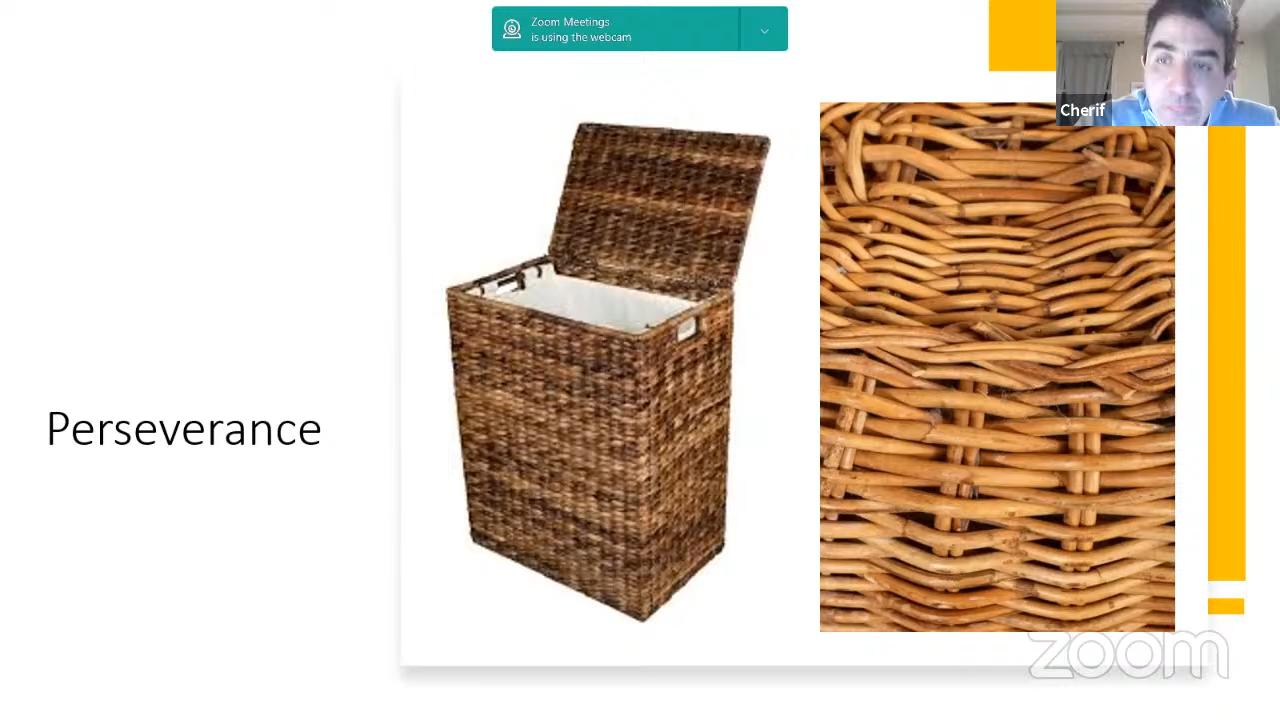 Zoom Meetings
is using the webcam
Cherif
Perseverance
zoom